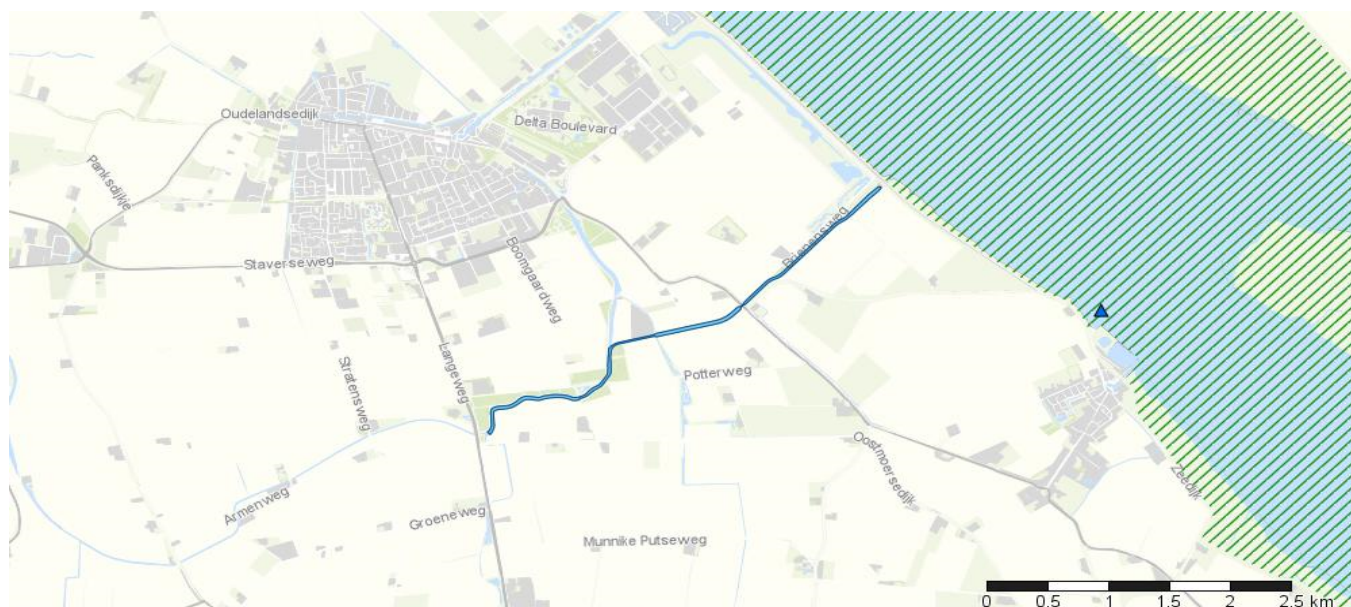 Oudelandsedijk
Delta Boulevard
Panksdijkje
Staverseweg
Boomgaardweg
Langeweg
Stratensweg
Potterweg
Oostmoersedijk
Zeedijk
Armenweg
Groeneweg
Munnike Putseweg
0 0.5 1 1.5 2 2.5 km